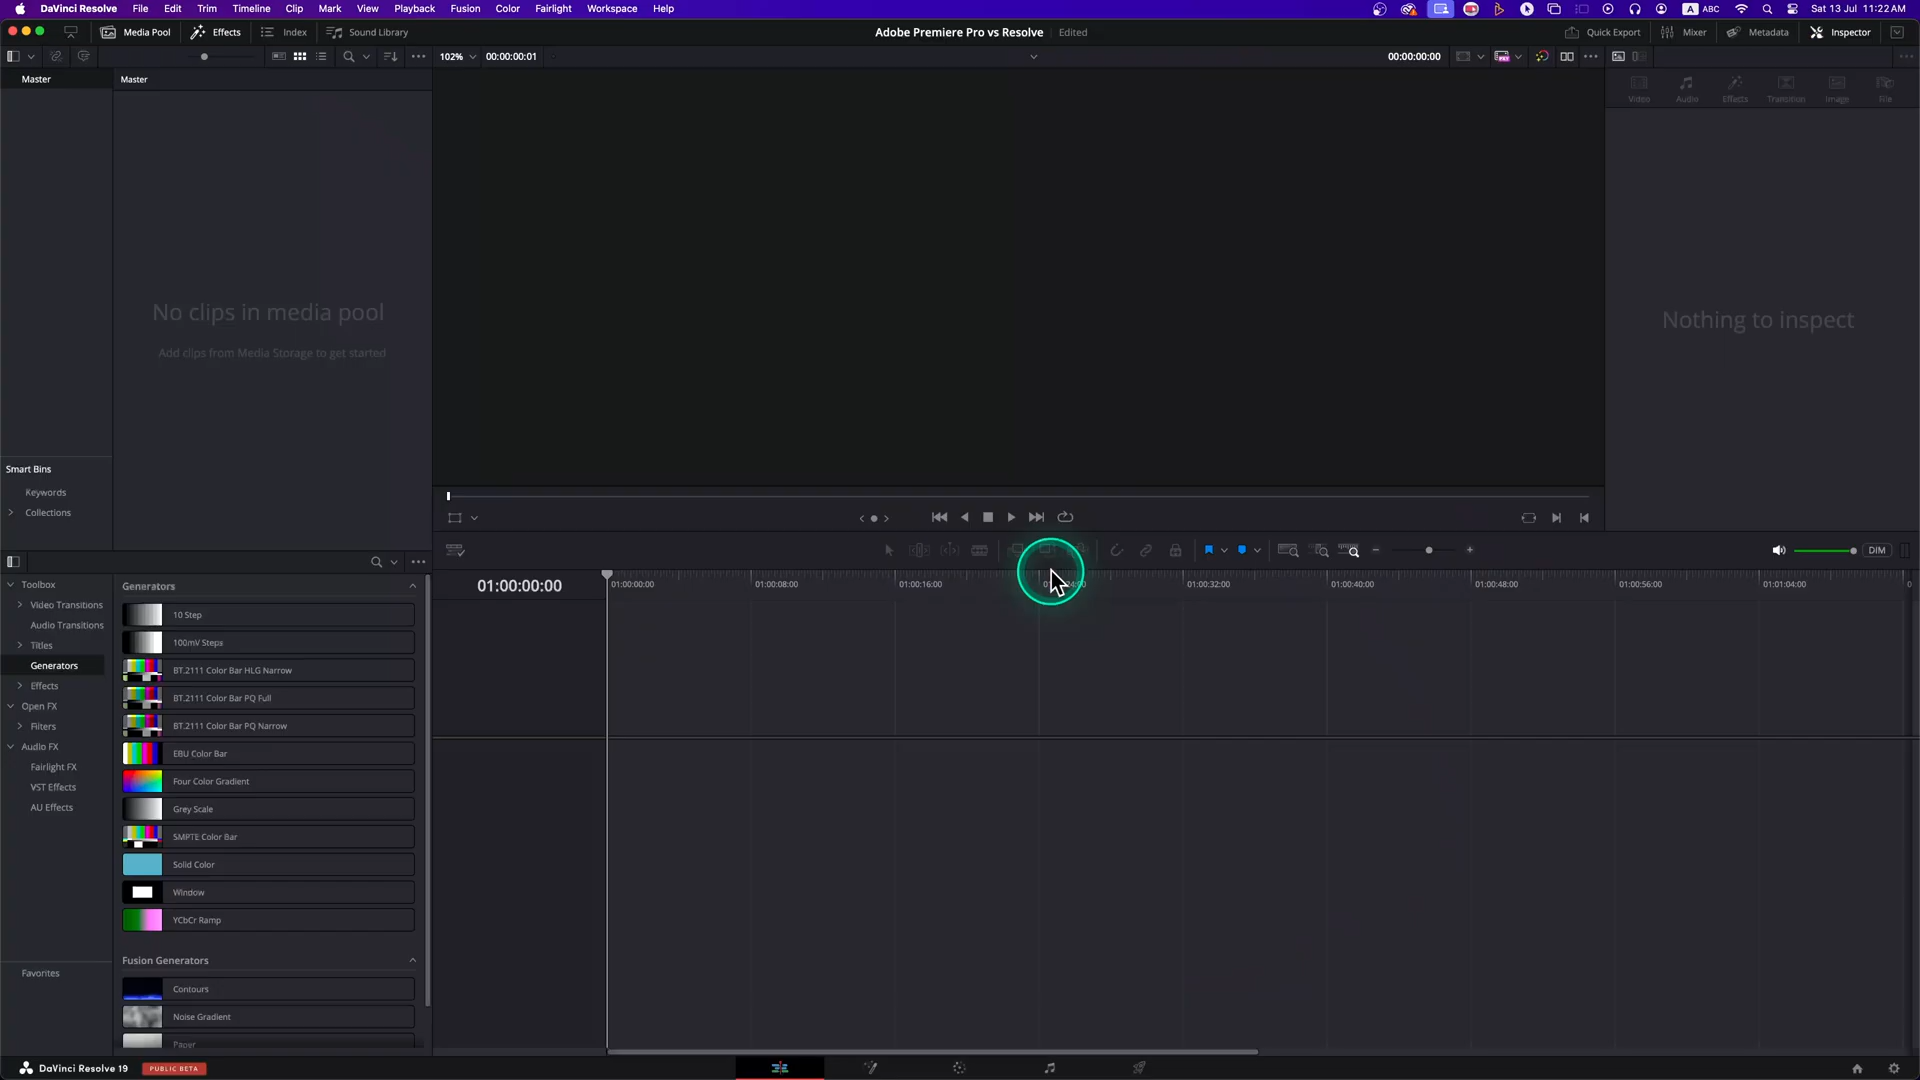 DaVinci Resolve File Edit Trim Timeline Clip Mark View Playback Fusion Color Fairlight Workspace Help A ABC Sat 13 Jul 11:22 AM
Media Pool Effects Index Sound Library Adobe Premiere Pro vs Resolve Edited Quick Export Mixer Metadata Inspector
102% 00:00:00:01 00:00:00:00
Master Master
Video Audio Effects Transition Image File
No clips in media pool
Add clips from Media Storage to get started
Nothing to inspect
Smart Bins
Keywords
Collections
DIM
01:00:00:00 01:00:00:00 01:00:08:00 01:00:16:00 01:00:32:00 01:00:40:00 01:00:48:00 01:00:56:00 01:01:04:00
Toolbox
Video Transitions
Audio Transitions
Titles
Generators
Effects
Open FX
Filters
Audio FX
Fairlight FX
VST Effects
AU Effects
Favorites
Generators
10 Step
100mV Steps
BT.2111 Color Bar HLG Narrow
BT.2111 Color Bar PQ Full
BT.2111 Color Bar PQ Narrow
EBU Color Bar
Four Color Gradient
Grey Scale
SMPTE Color Bar
Solid Color
Window
YCbCr Ramp
Fusion Generators
Contours
Noise Gradient
Paper
DaVinci Resolve 19 PUBLIC BETA